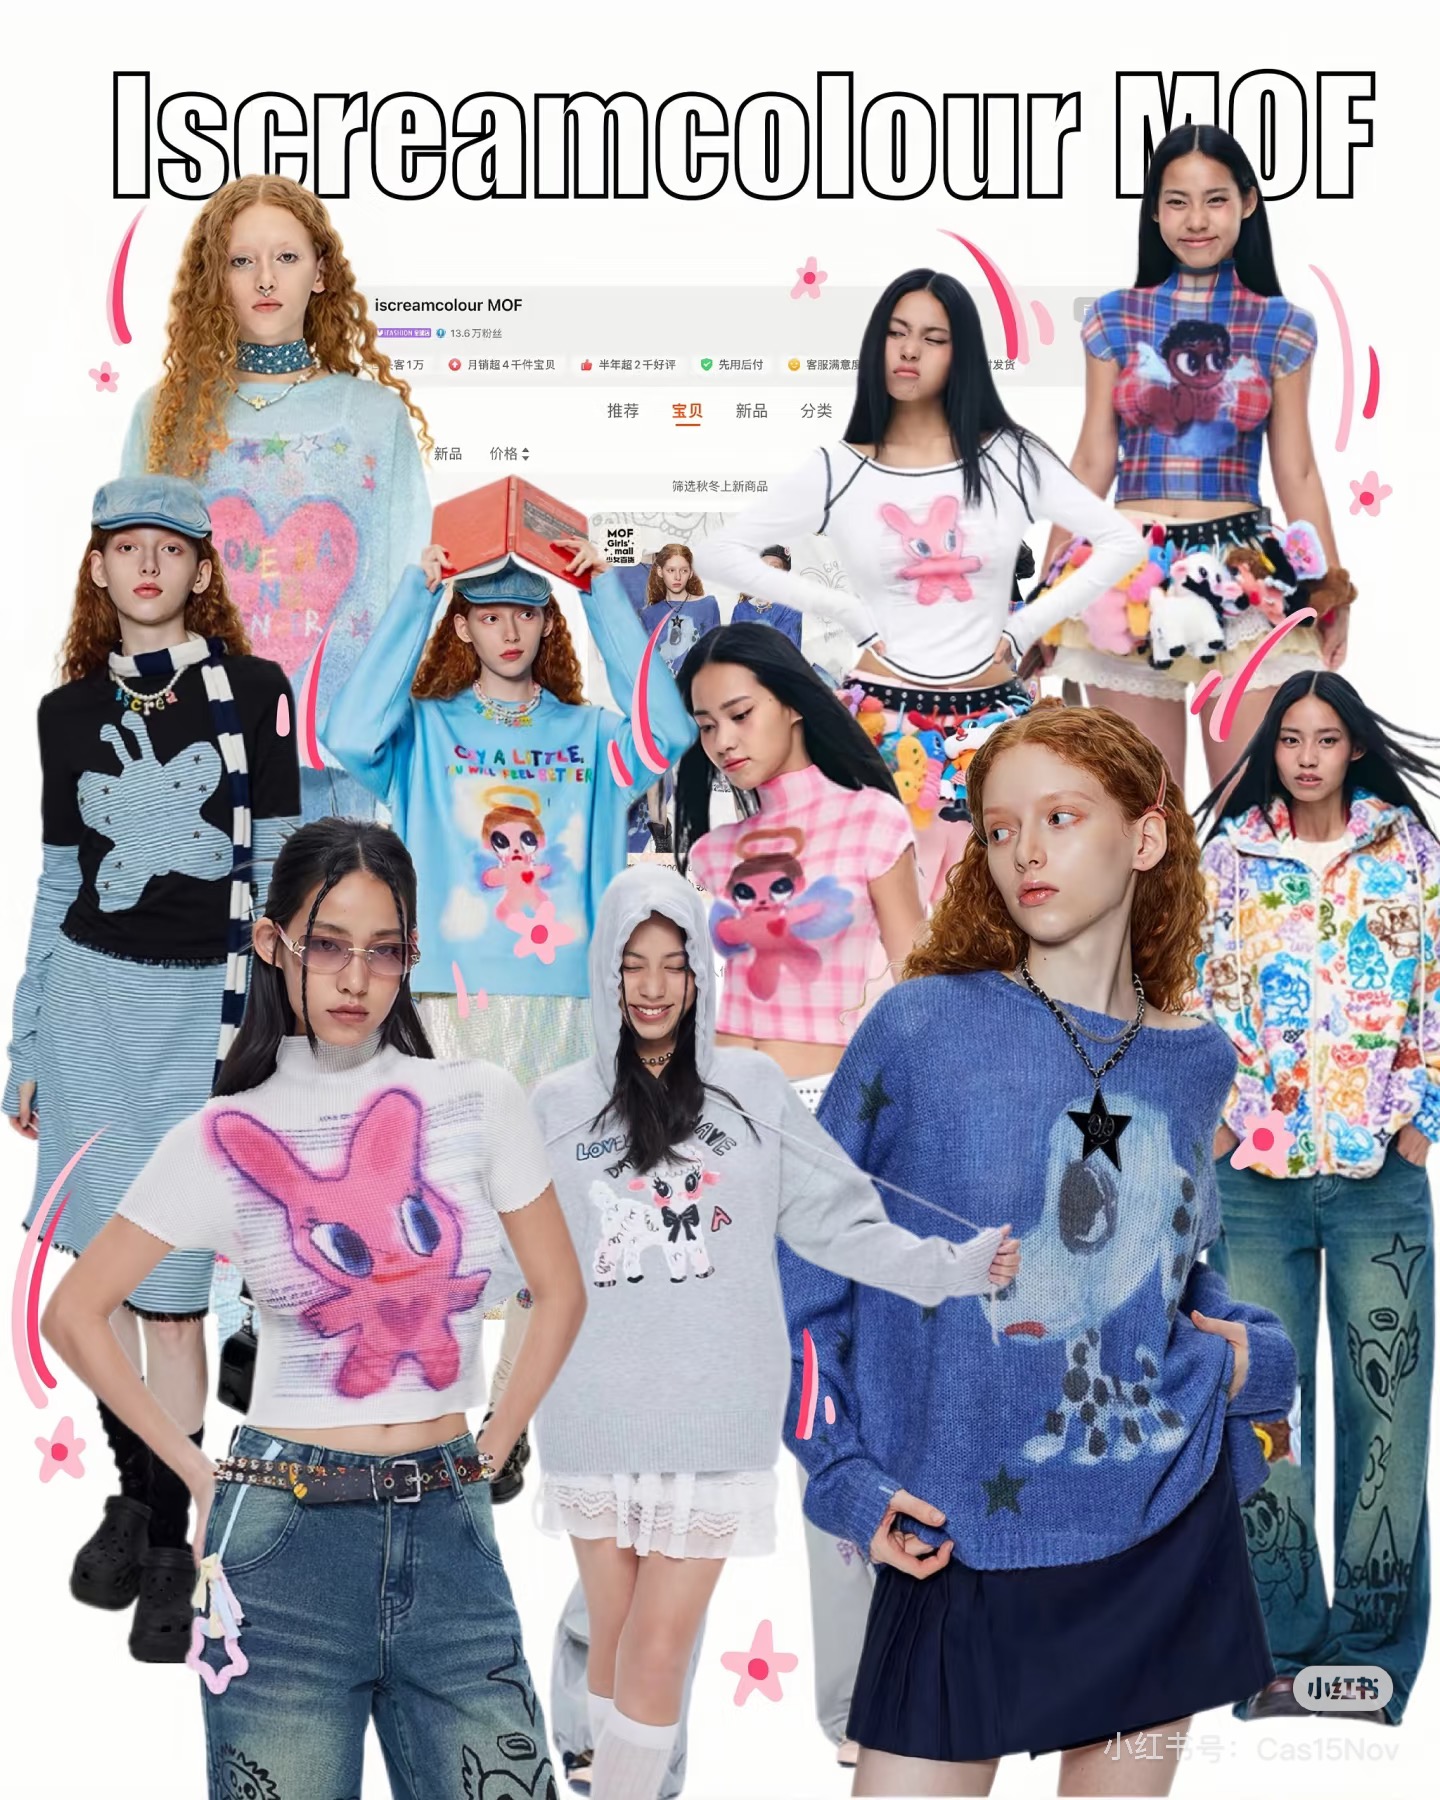 Iscreamcolour MOF
iscreamcolour MOF
iFASHION
13.6万粉丝
客1万
月销超4千件宝贝
半年超2千好评
先用后付
客服满意度
发货
推荐
宝贝
新品
分类
新品
价格
筛选秋冬上新商品
MOF
Girls'
mall
少女百货
CRY A LITTLE,
YOU WILL FEEL BETTER
LOVE
TROLL
DEALING
WITH
小红书
小红书号：Cas15Nov